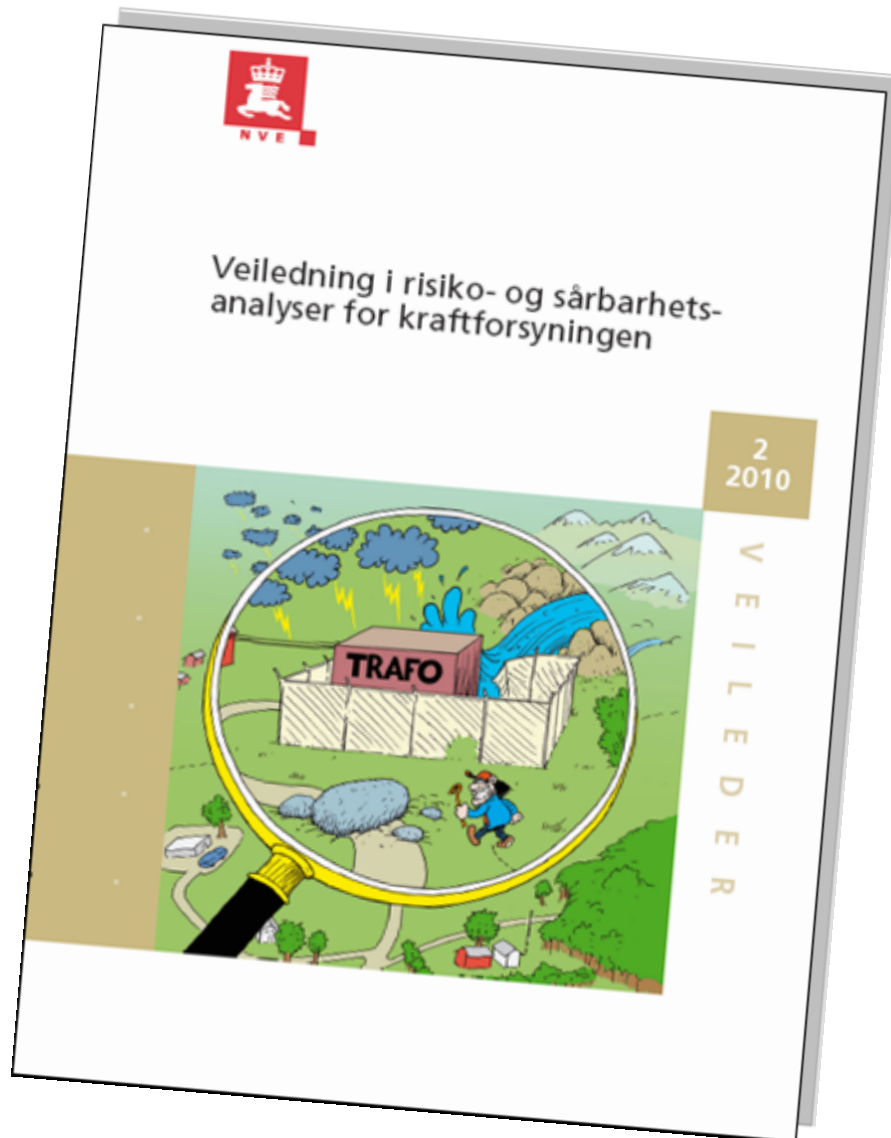 NVE
Veiledning i risiko- og sårbarhets-
analyser for kraftforsyningen
2
2010
VEILEDER
TRAFO